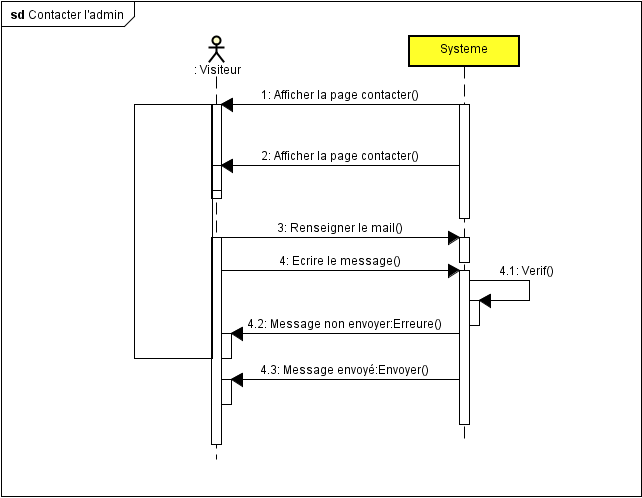 sd Contacter l'admin
: Visiteur
Systeme
1: Afficher la page contacter()
2: Afficher la page contacter()
3: Renseigner le mail()
4: Ecrire le message()
4.1: Verif()
4.2: Message non envoyer:Erreure()
4.3: Message envoyé:Envoyer()